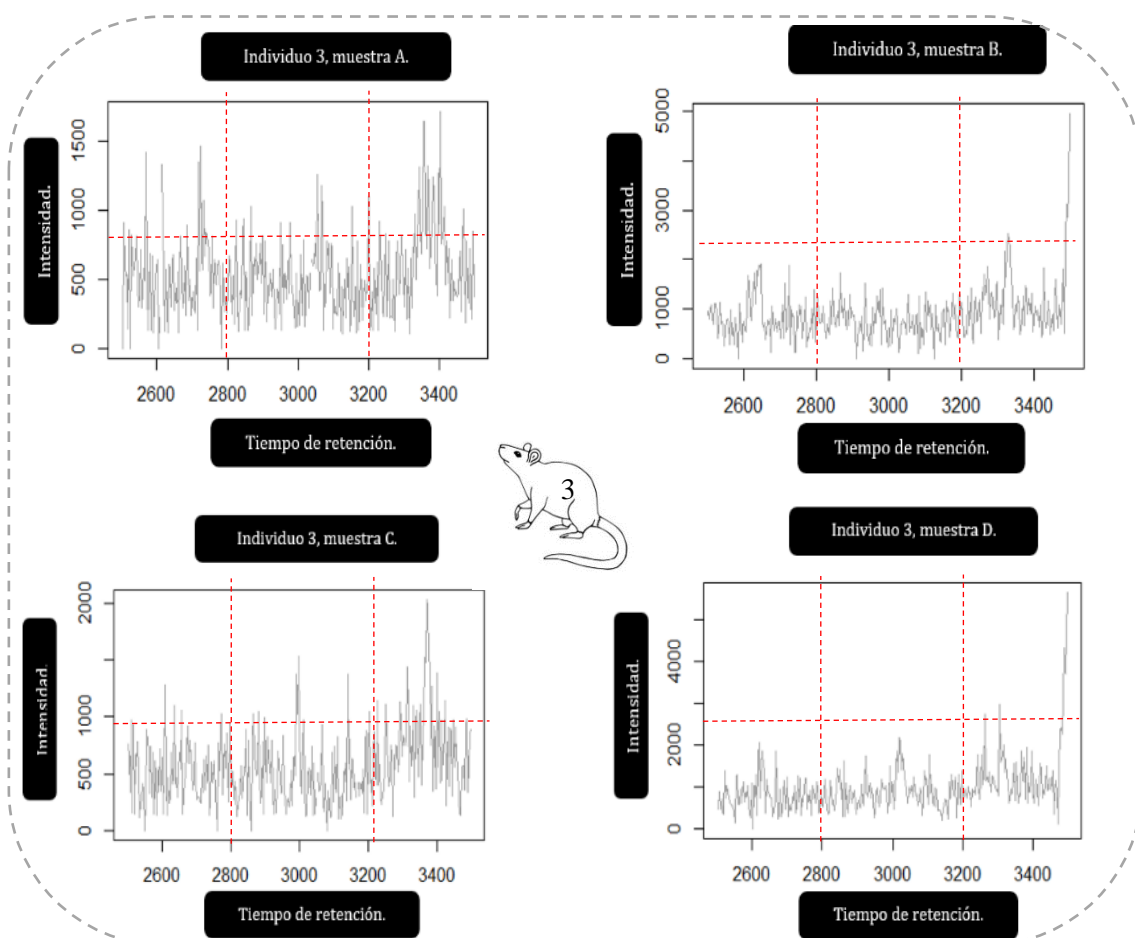 Individuo 3, muestra A.
Intensidad.
0 500 1000 1500
2600 2800 3000 3200 3400
Tiempo de retención.
Individuo 3, muestra B.
Intensidad.
0 1000 3000 5000
2600 2800 3000 3200 3400
Tiempo de retención.
3
Individuo 3, muestra C.
Intensidad.
0 500 1000 2000
2600 2800 3000 3200 3400
Tiempo de retención.
Individuo 3, muestra D.
Intensidad.
0 2000 4000
2600 2800 3000 3200 3400
Tiempo de retención.